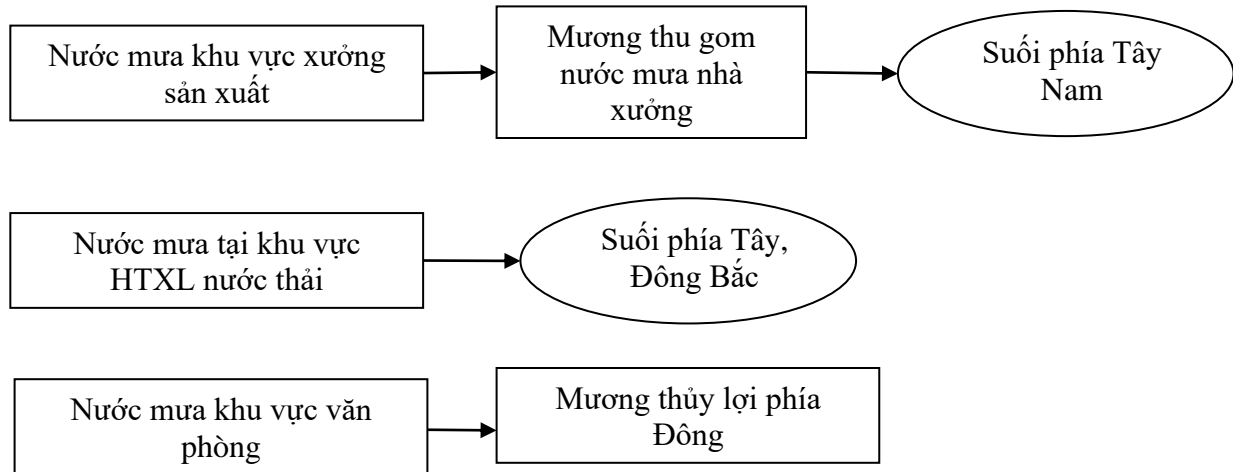 Nước mưa khu vực xưởng
sản xuất
Mương thu gom
nước mưa nhà
xưởng
Suối phía Tây
Nam
Nước mưa tại khu vực
HTXL nước thải
Suối phía Tây,
Đông Bắc
Nước mưa khu vực văn
phòng
Mương thủy lợi phía
Đông